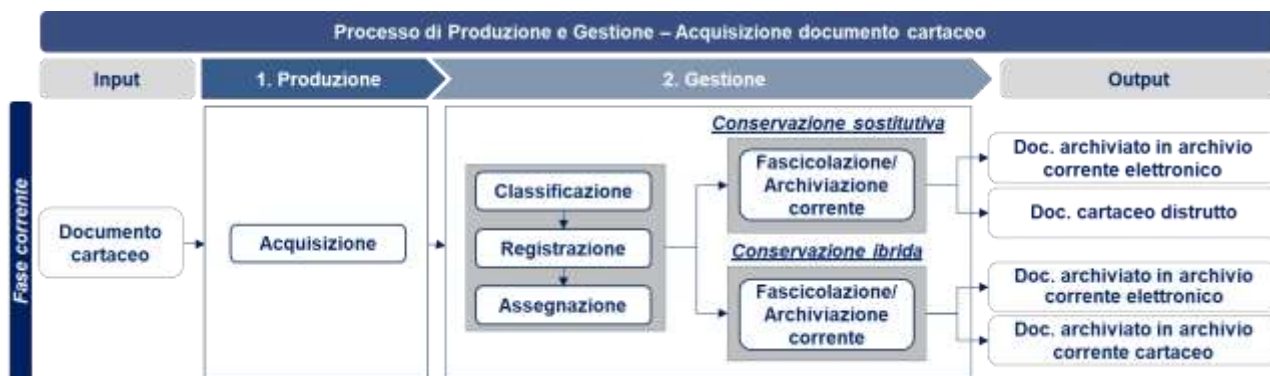 Processo di Produzione e Gestione – Acquisizione documento cartaceo
Input
1. Produzione
2. Gestione
Output
Fase corrente
Documento
cartaceo
Acquisizione
Classificazione
Registrazione
Assegnazione
Conservazione sostitutiva
Fascicolazione/
Archiviazione
corrente
Conservazione ibrida
Fascicolazione/
Archiviazione
corrente
Doc. archiviato in archivio
corrente elettronico
Doc. cartaceo distrutto
Doc. archiviato in archivio
corrente elettronico
Doc. archiviato in archivio
corrente cartaceo